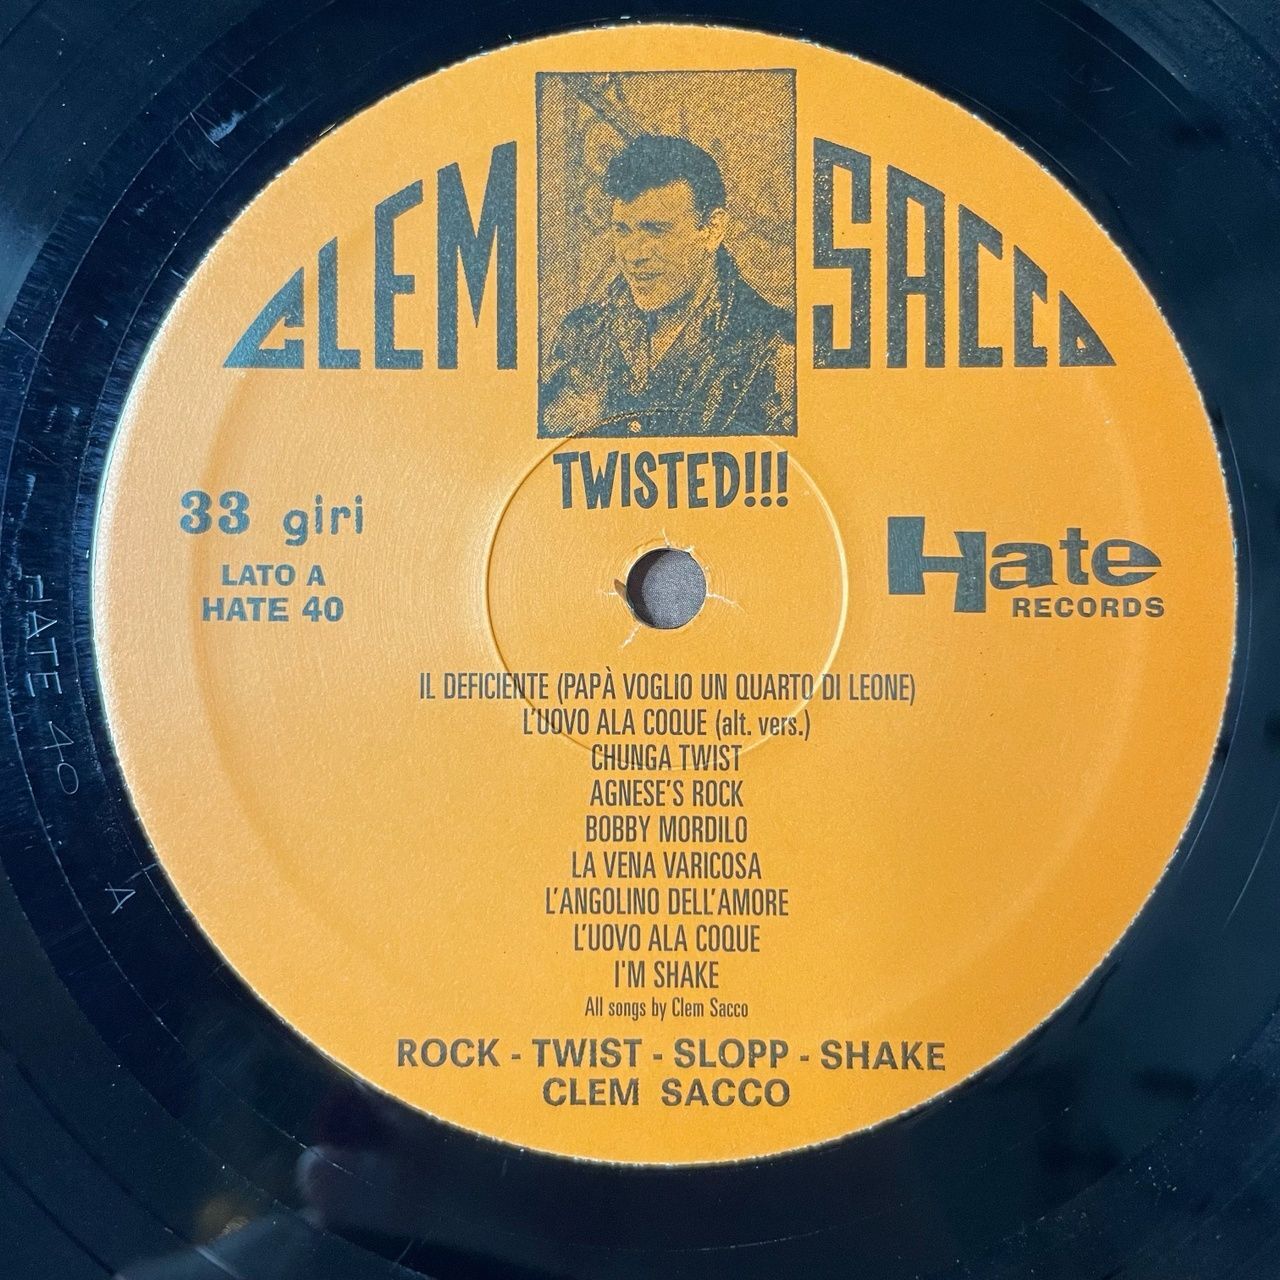 CLEM SACCO
TWISTED!!!
33 giri
LATO A
HATE 40
Hate
RECORDS
IL DEFICIENTE (PAPÀ VOGLIO UN QUARTO DI LEONE)
L'UOVO ALA COQUE (alt. vers.)
CHUNGA TWIST
AGNESE'S ROCK
BOBBY MORDILO
LA VENA VARICOSA
L'ANGOLINO DELL'AMORE
L'UOVO ALA COQUE
I'M SHAKE
All songs by Clem Sacco
ROCK - TWIST - SLOPP - SHAKE
CLEM SACCO
HATE 40
A